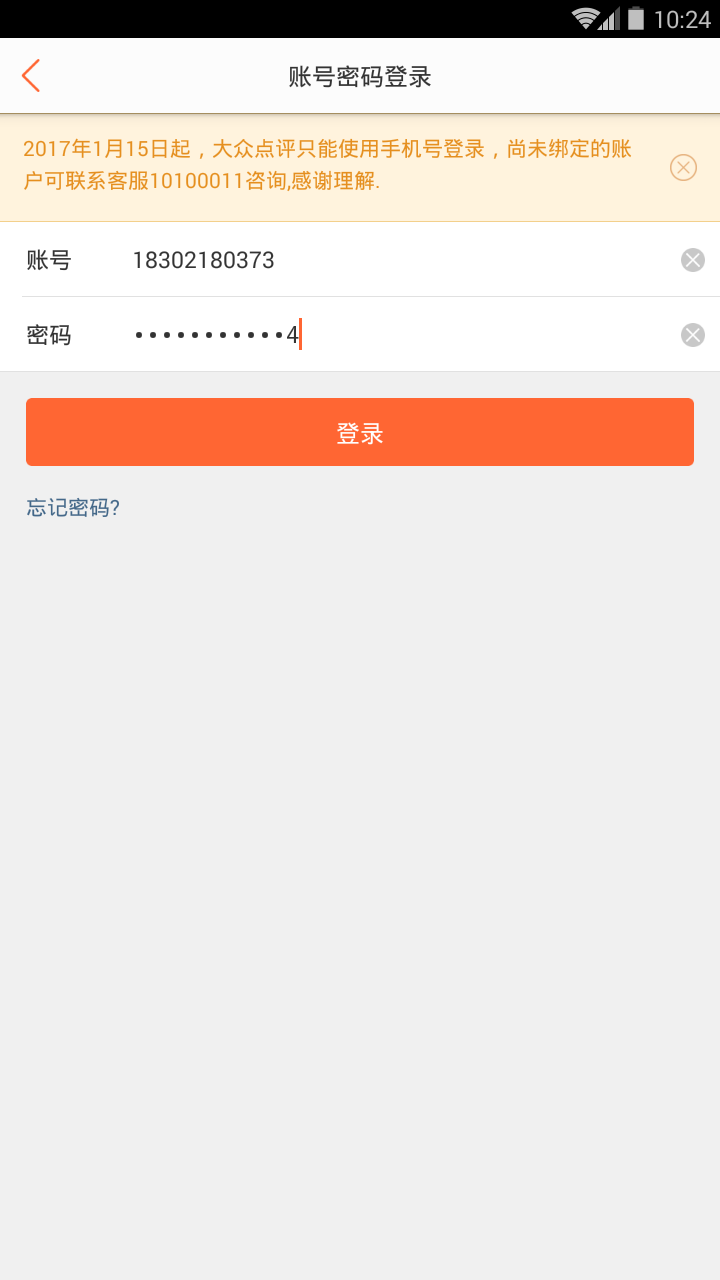 10:24
账号密码登录
2017年1月15日起，大众点评只能使用手机号登录，尚未绑定的账
户可联系客服10100011咨询,感谢理解.
账号 18302180373
密码 •••••••••••4
登录
忘记密码?